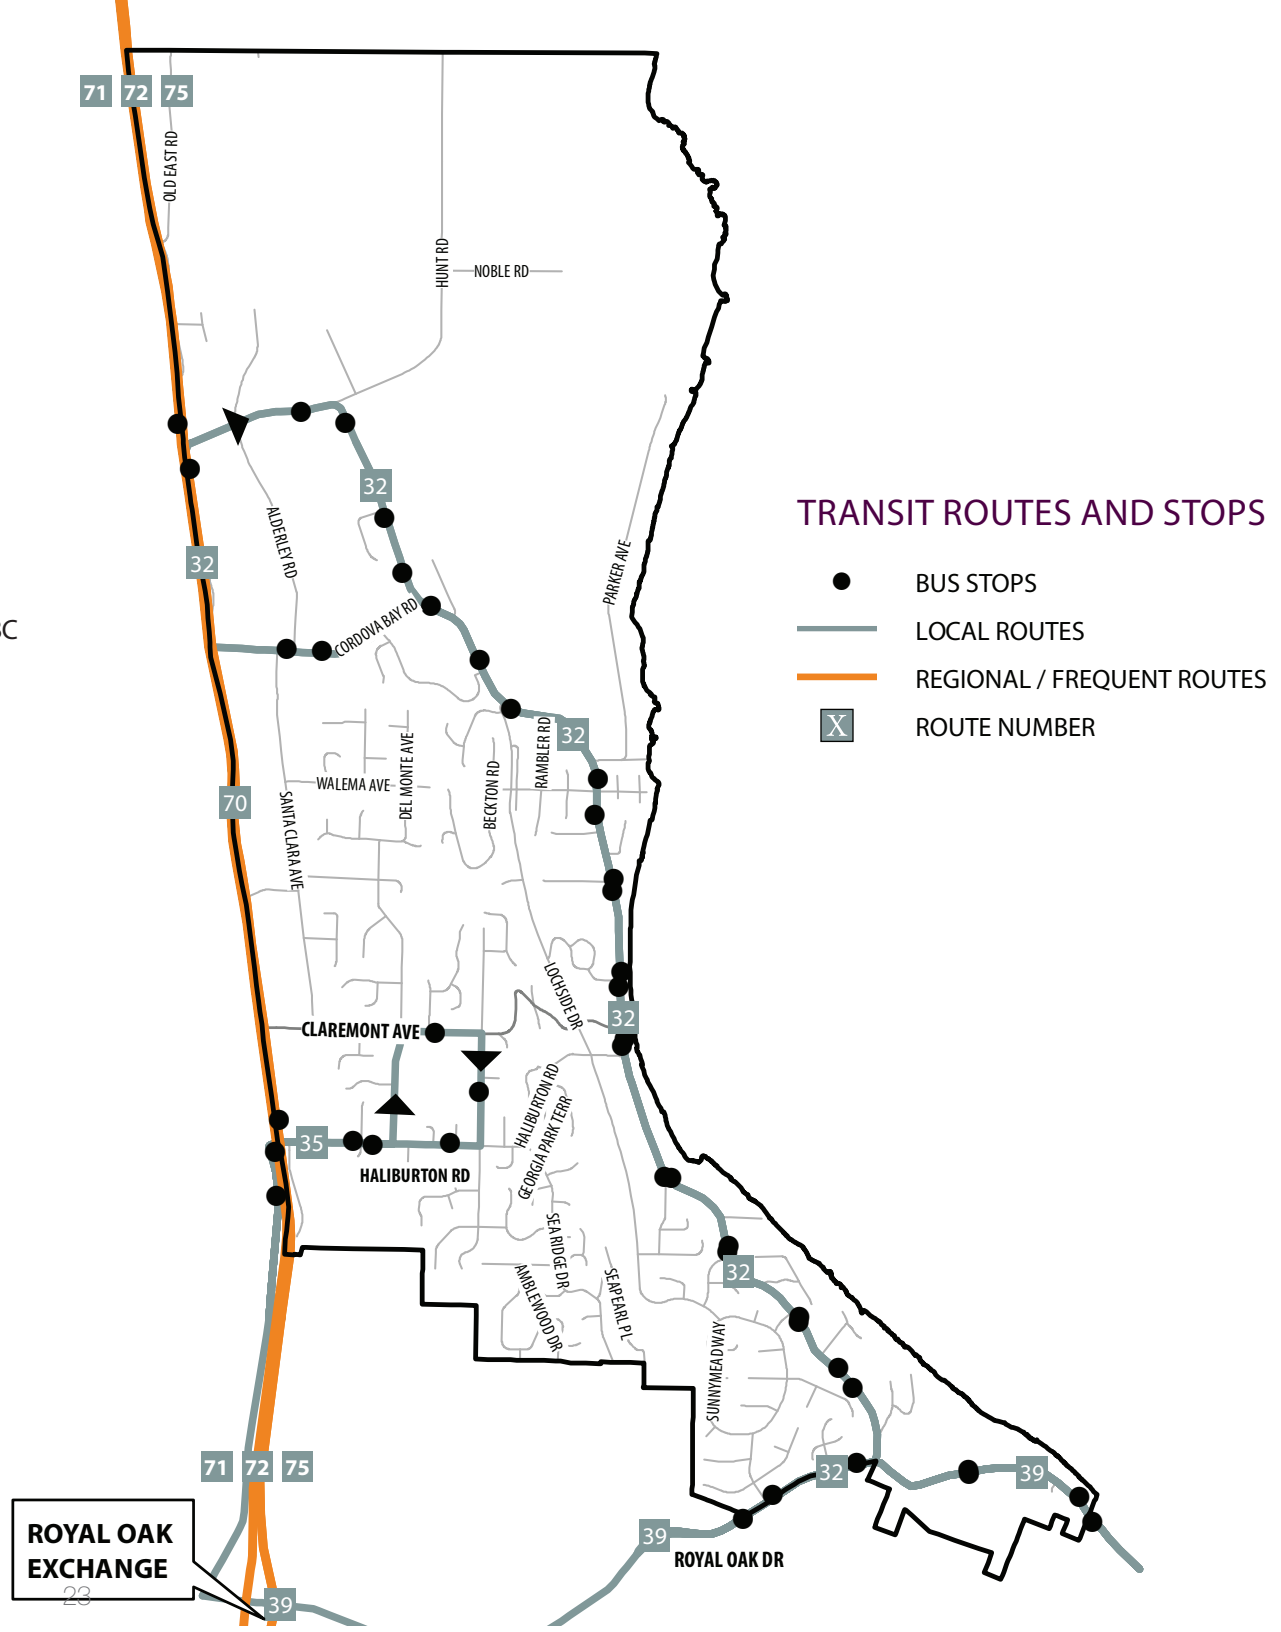 71 72 75
OLD EAST RD
HUNT RD
NOBLE RD
32
TRANSIT ROUTES AND STOPS
ALDERLEY RD
32
PARKER AVE
BUS STOPS
BC
CORDOVA BAY RD
LOCAL ROUTES
REGIONAL / FREQUENT ROUTES
X
ROUTE NUMBER
32
RAMBLER RD
DEL MONTE AVE
WALEMA AVE
BECKTON RD
70
SANTA CLARA AVE
LOCHSIDE DR
32
CLAREMONT AVE
HALIBURTON RD
35
GEORGIA PARK TERR
HALIBURTON RD
SEA RIDGE DR
32
AMBLEWOOD DR
SEAPEARL PL
SUNNYMEADWAY
71 72 75
32
39
ROYAL OAK
EXCHANGE
39
ROYAL OAK DR
23
39